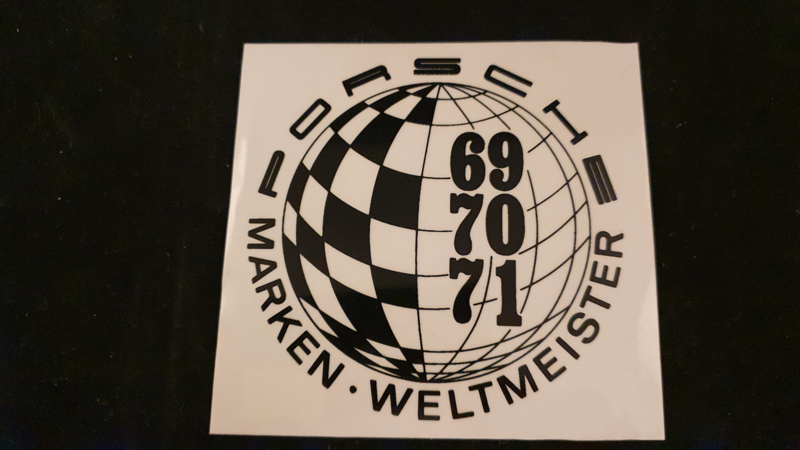 PORSCHE
69
70
71
MARKEN · WELTMEISTER